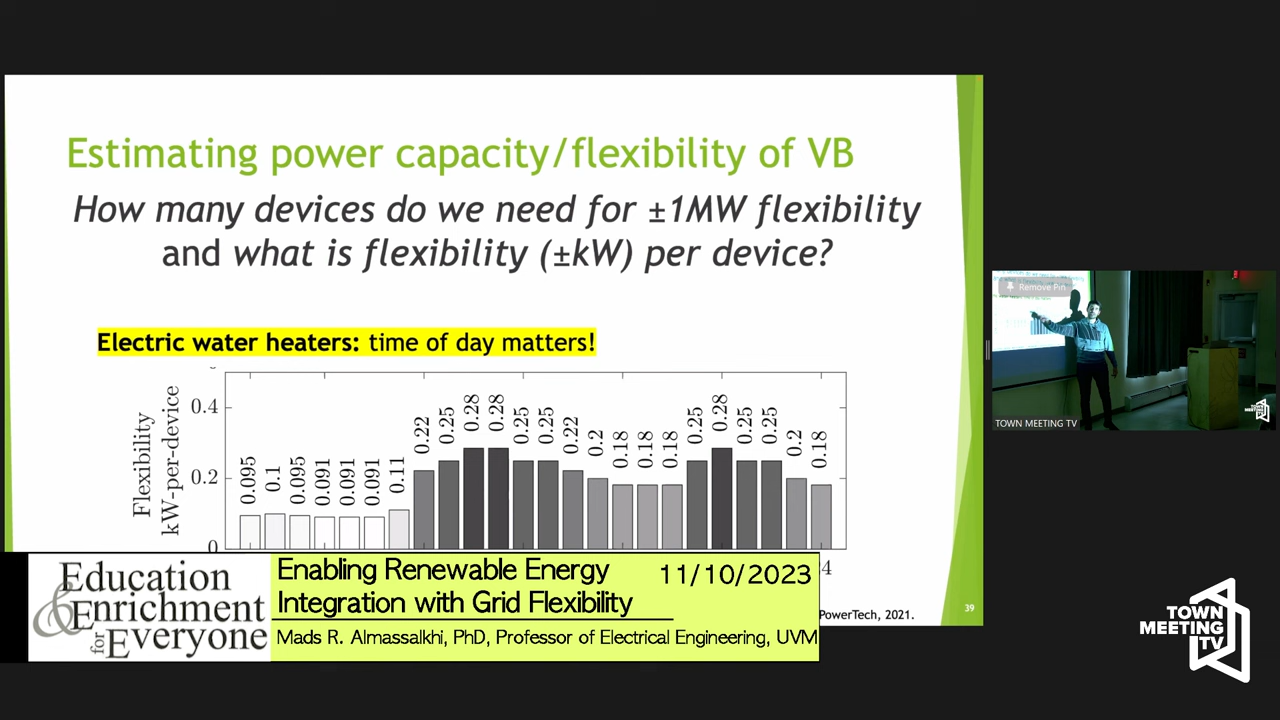 Estimating power capacity/flexibility of VB
How many devices do we need for ±1MW flexibility
and what is flexibility (±kW) per device?
Electric water heaters: time of day matters!
Flexibility
kW-per-device
0.4
0.2
0
0.095
0.1
0.095
0.091
0.091
0.091
0.11
0.22
0.25
0.28
0.28
0.25
0.25
0.22
0.2
0.18
0.18
0.18
0.25
0.28
0.25
0.25
0.2
0.18
4
PowerTech, 2021.
39
Education
& Enrichment
for Everyone
Enabling Renewable Energy
Integration with Grid Flexibility
11/10/2023
Mads R. Almassalkhi, PhD, Professor of Electrical Engineering, UVM
Remove Pin
TOWN MEETING TV
TOWN
MEETING
TV